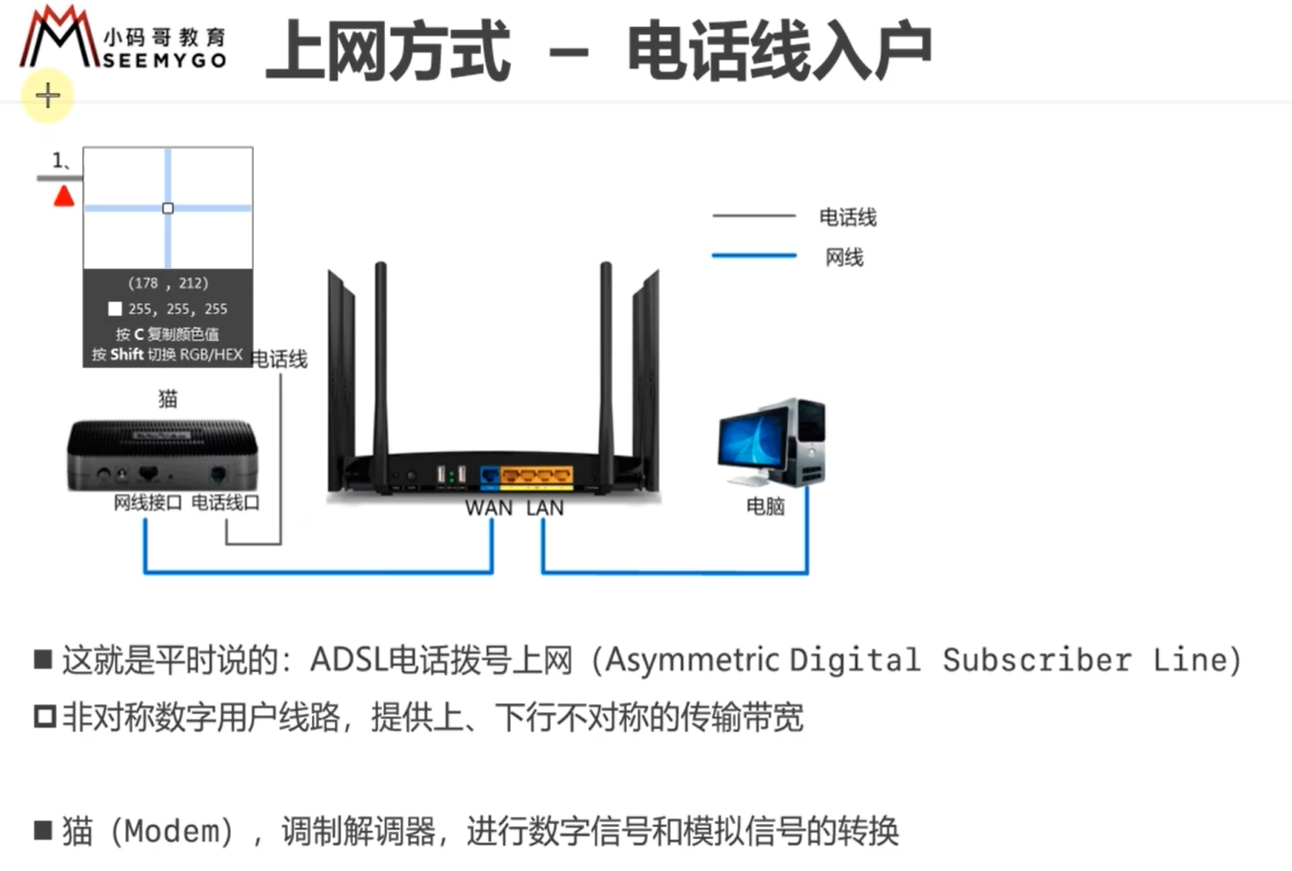 小码哥教育
SEEMYGO
上网方式 － 电话线入户
1、
电话线
网线
(178 , 212)
255, 255, 255
按 C 复制颜色值
按 Shift 切换 RGB/HEX
电话线
猫
网线接口 电话线口
WAN LAN
电脑
这就是平时说的：ADSL电话拨号上网（Asymmetric Digital Subscriber Line）
非对称数字用户线路，提供上、下行不对称的传输带宽
猫（Modem），调制解调器，进行数字信号和模拟信号的转换